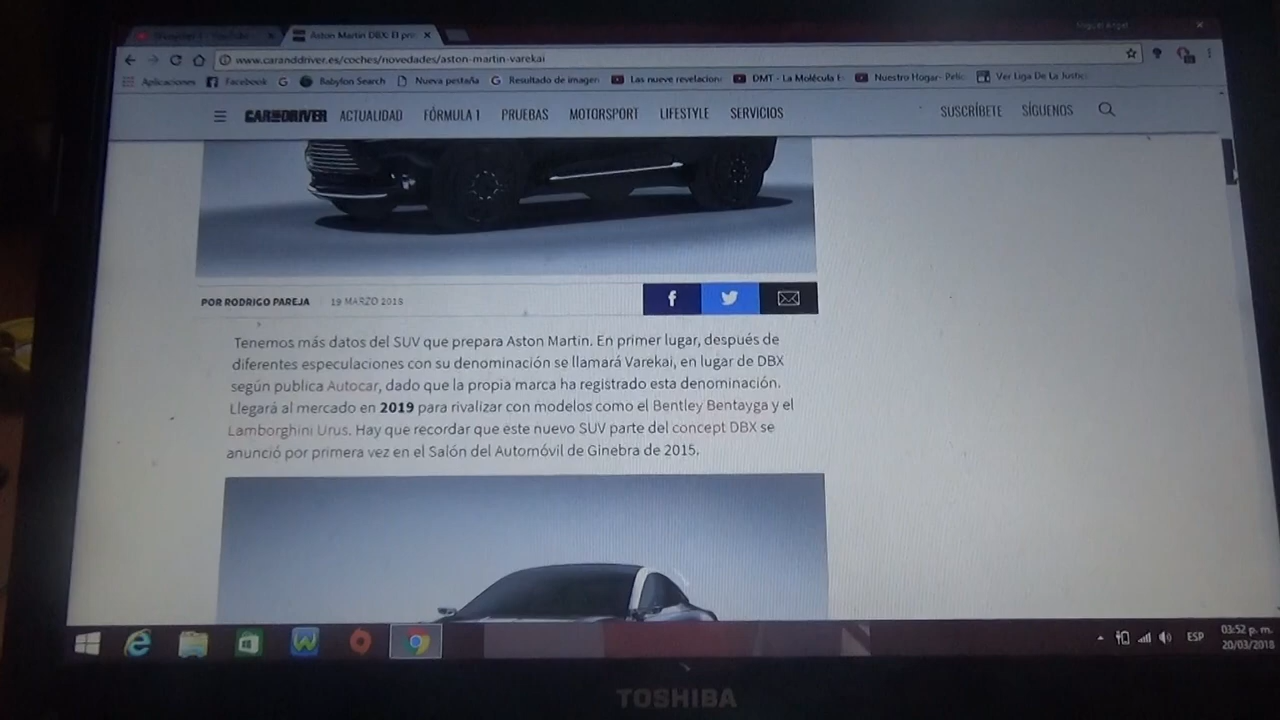 Aston Martin DBX: El pro
Miguel Angel
www.caranddriver.es/coches/novedades/aston-martin-varekai
Aplicaciones Facebook Babylon Search Nueva pestaña Resultado de imagen Las nueve revelacion DMT - La Molécula E Nuestro Hogar- Pelic Ver Liga De La Justic
CAR AND DRIVER ACTUALIDAD FÓRMULA 1 PRUEBAS MOTORSPORT LIFESTYLE SERVICIOS SUSCRÍBETE SÍGUENOS
POR RODRIGO PAREJA 19 MARZO 2018
Tenemos más datos del SUV que prepara Aston Martin. En primer lugar, después de
diferentes especulaciones con su denominación se llamará Varekai, en lugar de DBX
según publica Autocar, dado que la propia marca ha registrado esta denominación.
Llegará al mercado en 2019 para rivalizar con modelos como el Bentley Bentayga y el
Lamborghini Urus. Hay que recordar que este nuevo SUV parte del concept DBX se
anunció por primera vez en el Salón del Automóvil de Ginebra de 2015.
ESP
03:52 p. m.
20/03/2018
TOSHIBA